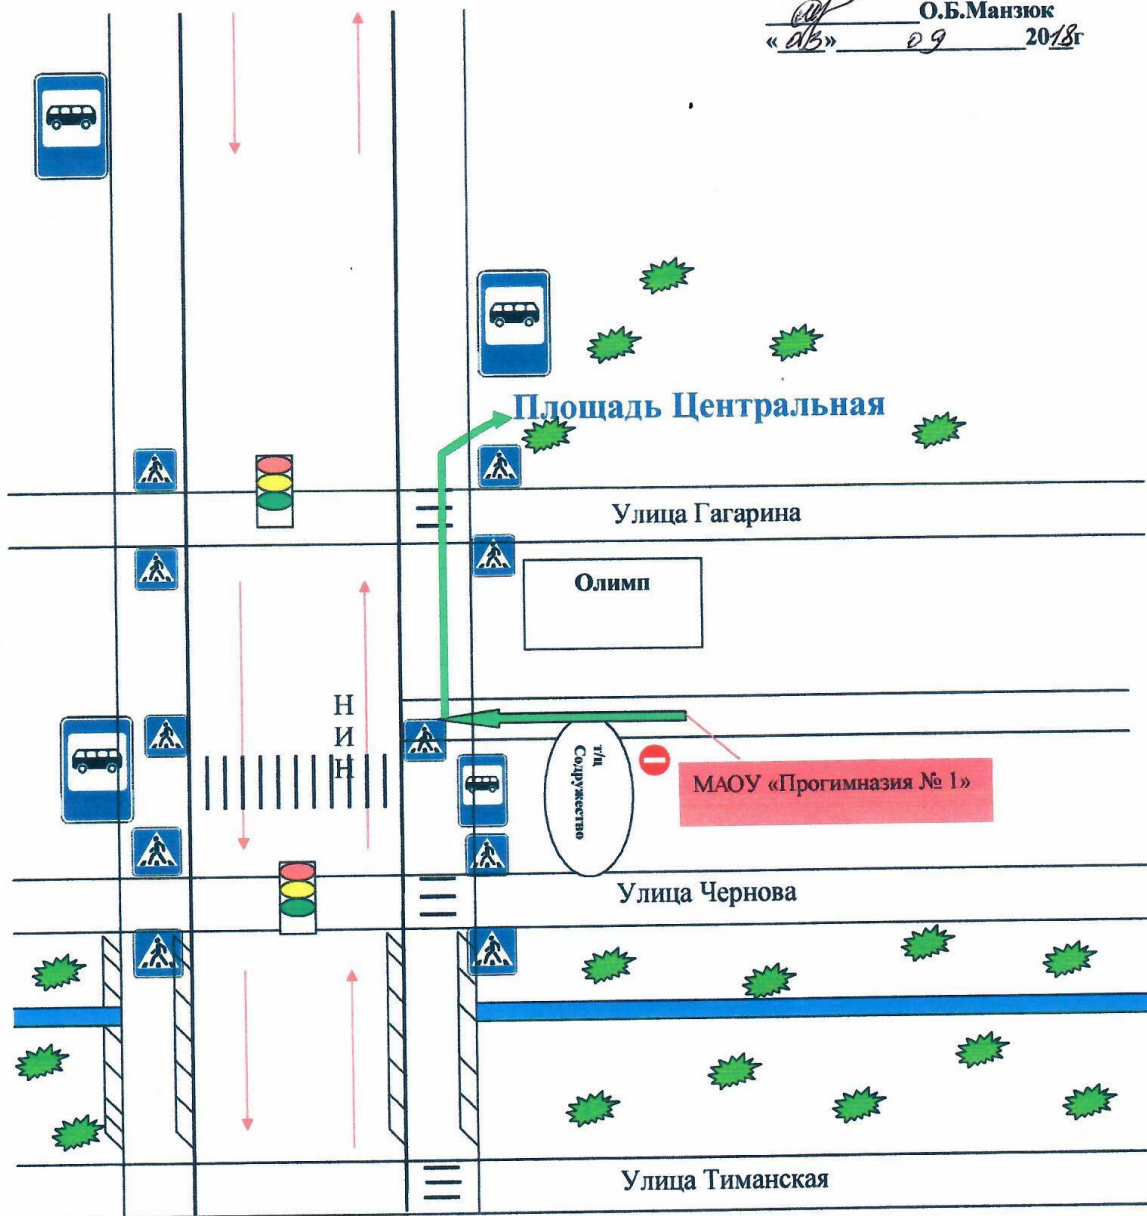 О.Б.Манзюк
« 03 » 09 2018г
Площадь Центральная
Улица Гагарина
Олимп
Н
И
Н
т/ц
Содружество
МАОУ «Прогимназия № 1»
Улица Чернова
Улица Тиманская